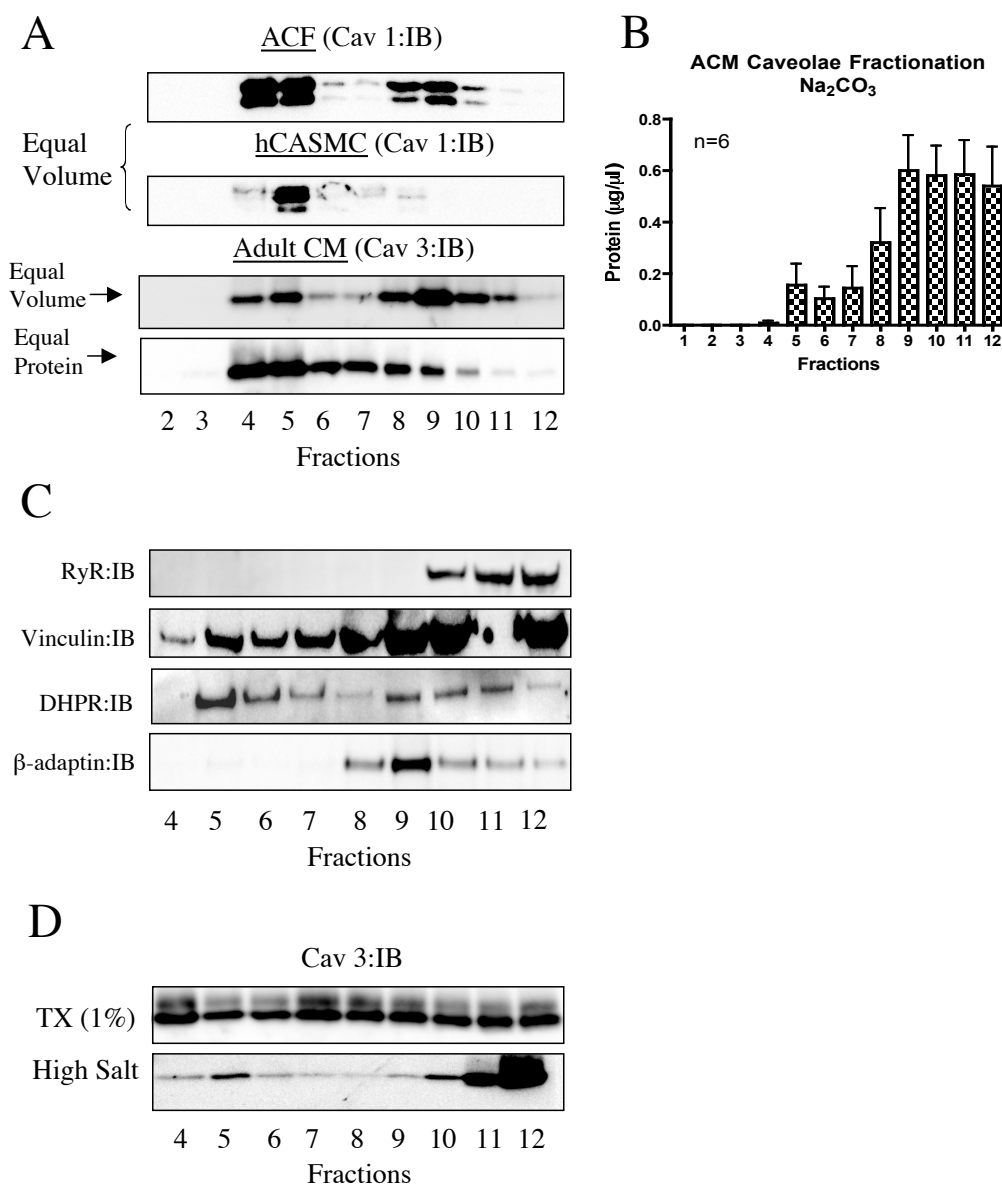 A
ACF (Cav 1:IB)
Equal
Volume
hCASMC (Cav 1:IB)
Adult CM (Cav 3:IB)
Equal
Volume
Equal
Protein
2 3 4 5 6 7 8 9 10 11 12
Fractions
B
ACM Caveolae Fractionation
Na₂CO₃
n=6
Protein (µg/µl)
0.8
0.6
0.4
0.2
0.0
1 2 3 4 5 6 7 8 9 10 11 12
Fractions
C
RyR:IB
Vinculin:IB
DHPR:IB
β-adaptin:IB
4 5 6 7 8 9 10 11 12
Fractions
D
Cav 3:IB
TX (1%)
High Salt
4 5 6 7 8 9 10 11 12
Fractions